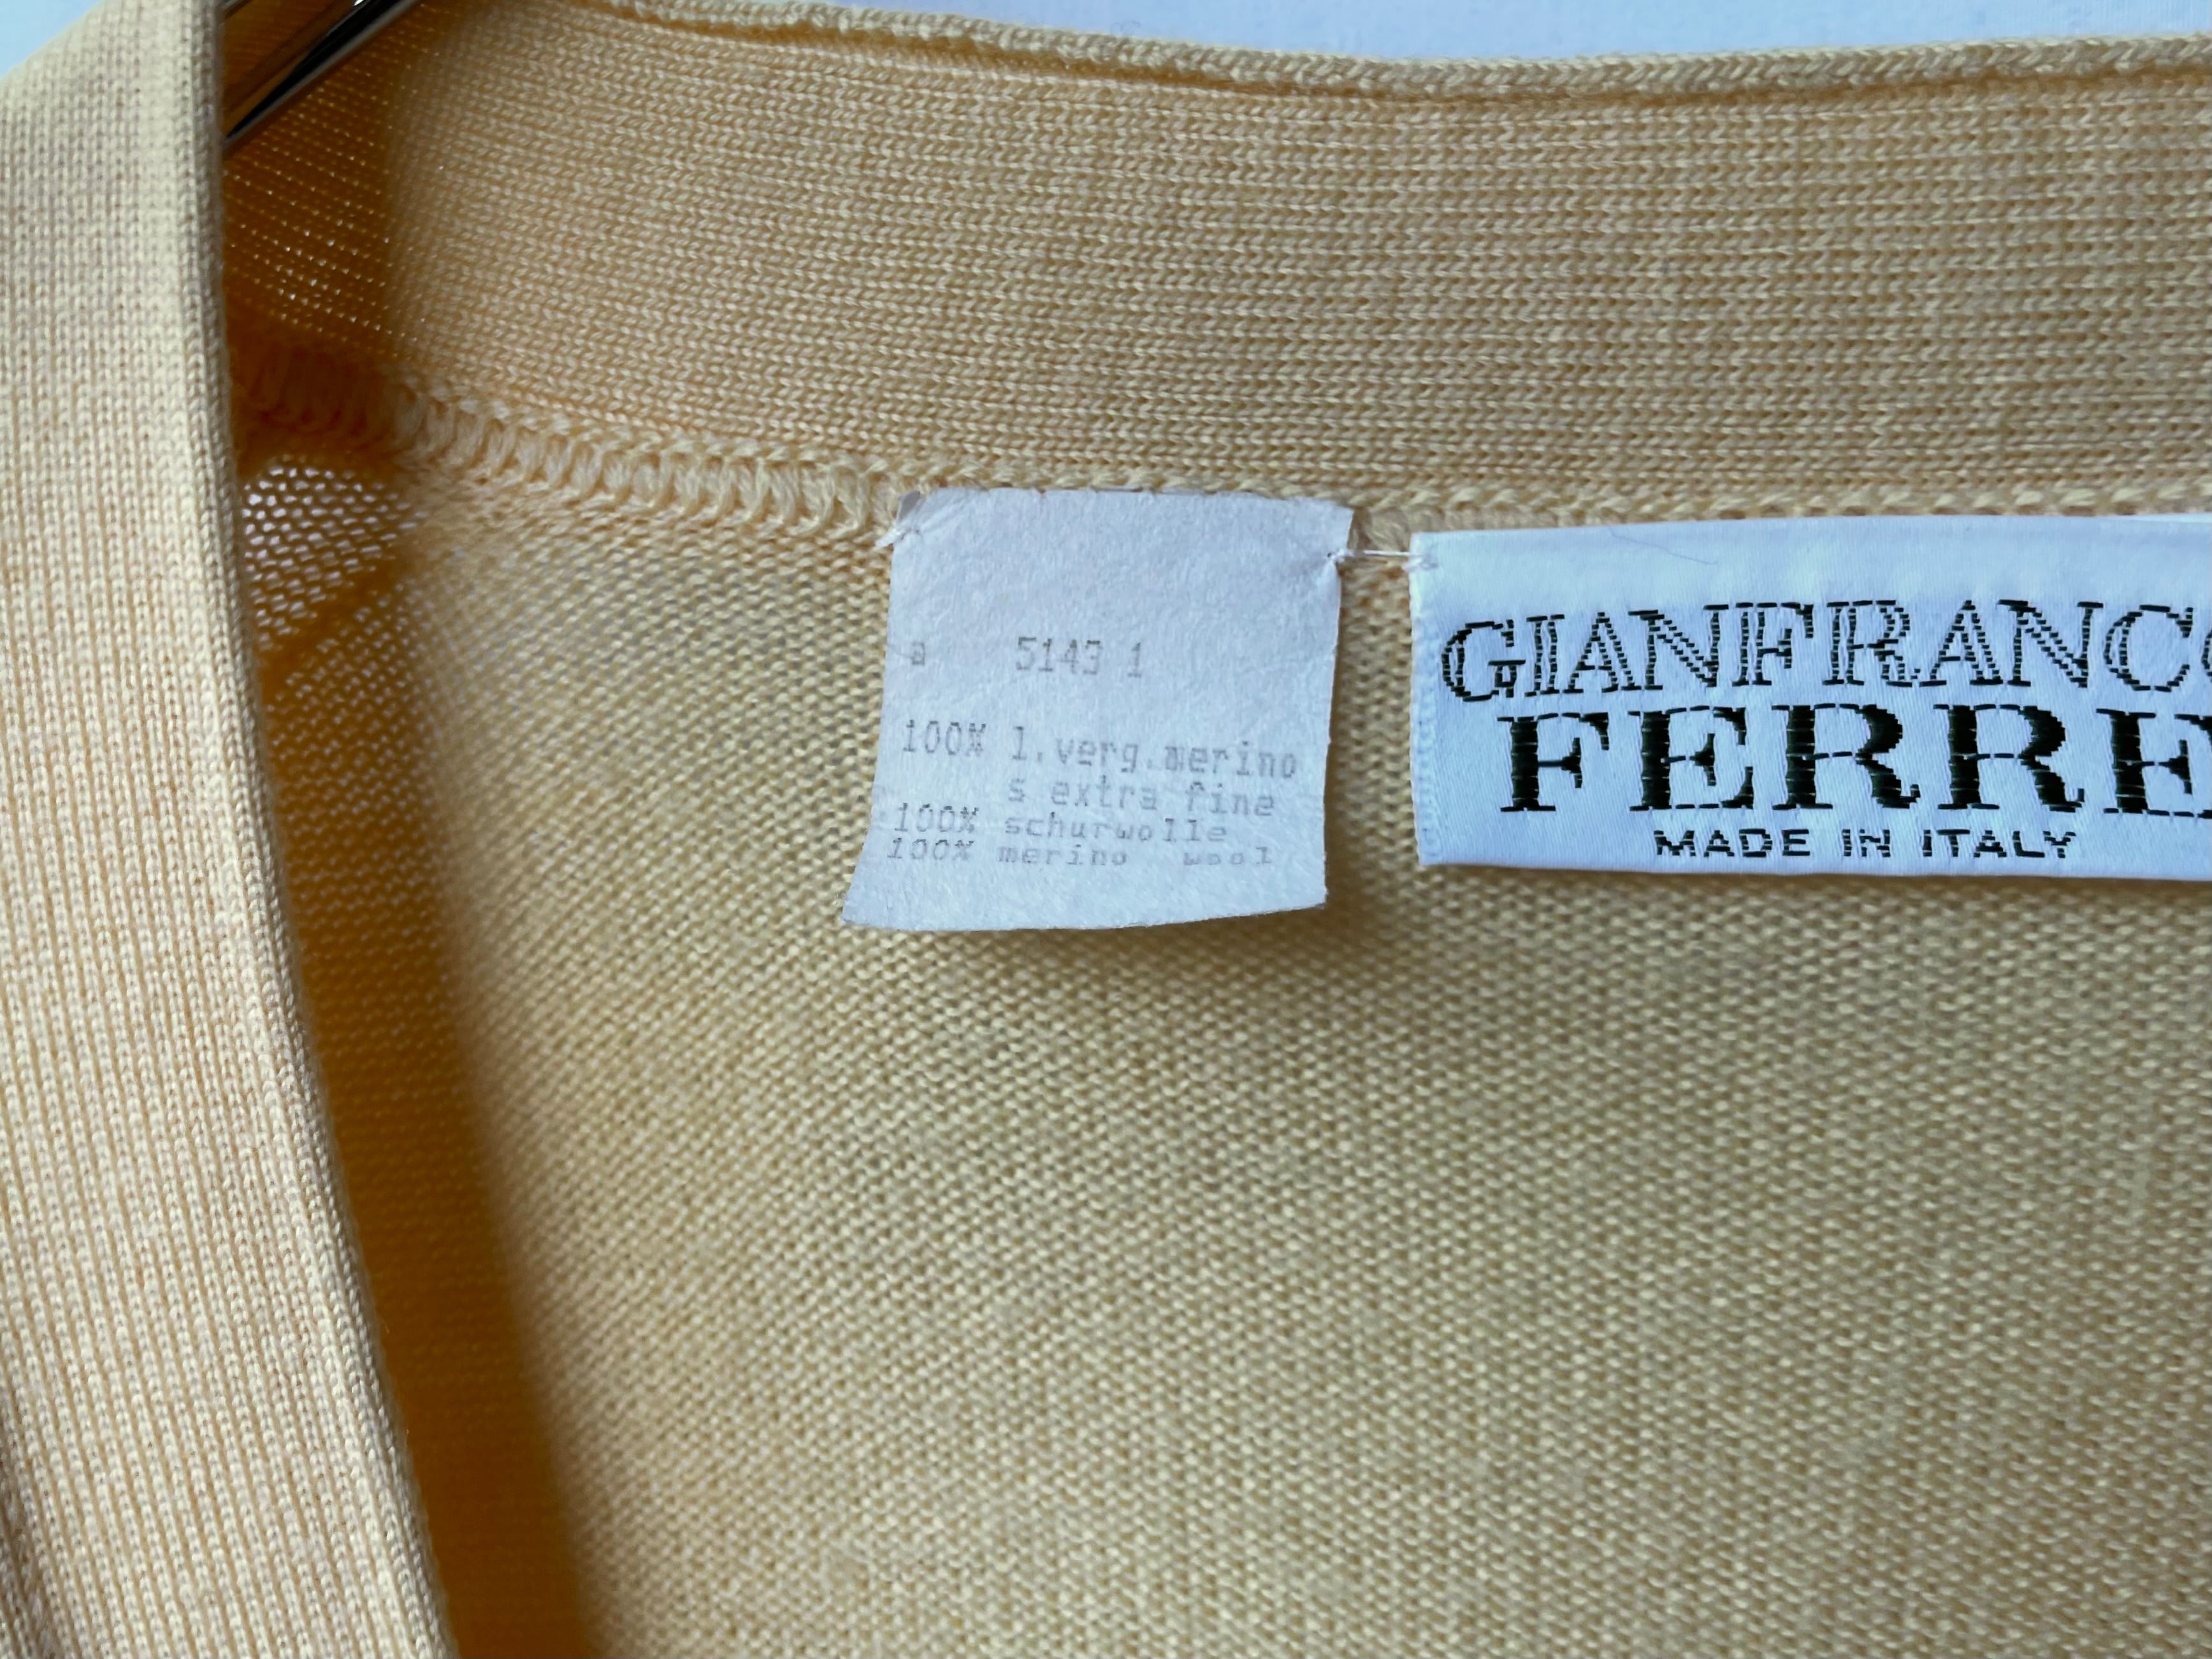 a 5143 1
100% l.verg.merino
s extra fine
100% schurwolle
100% merino wool
GIANFRANCO
FERRE
MADE IN ITALY